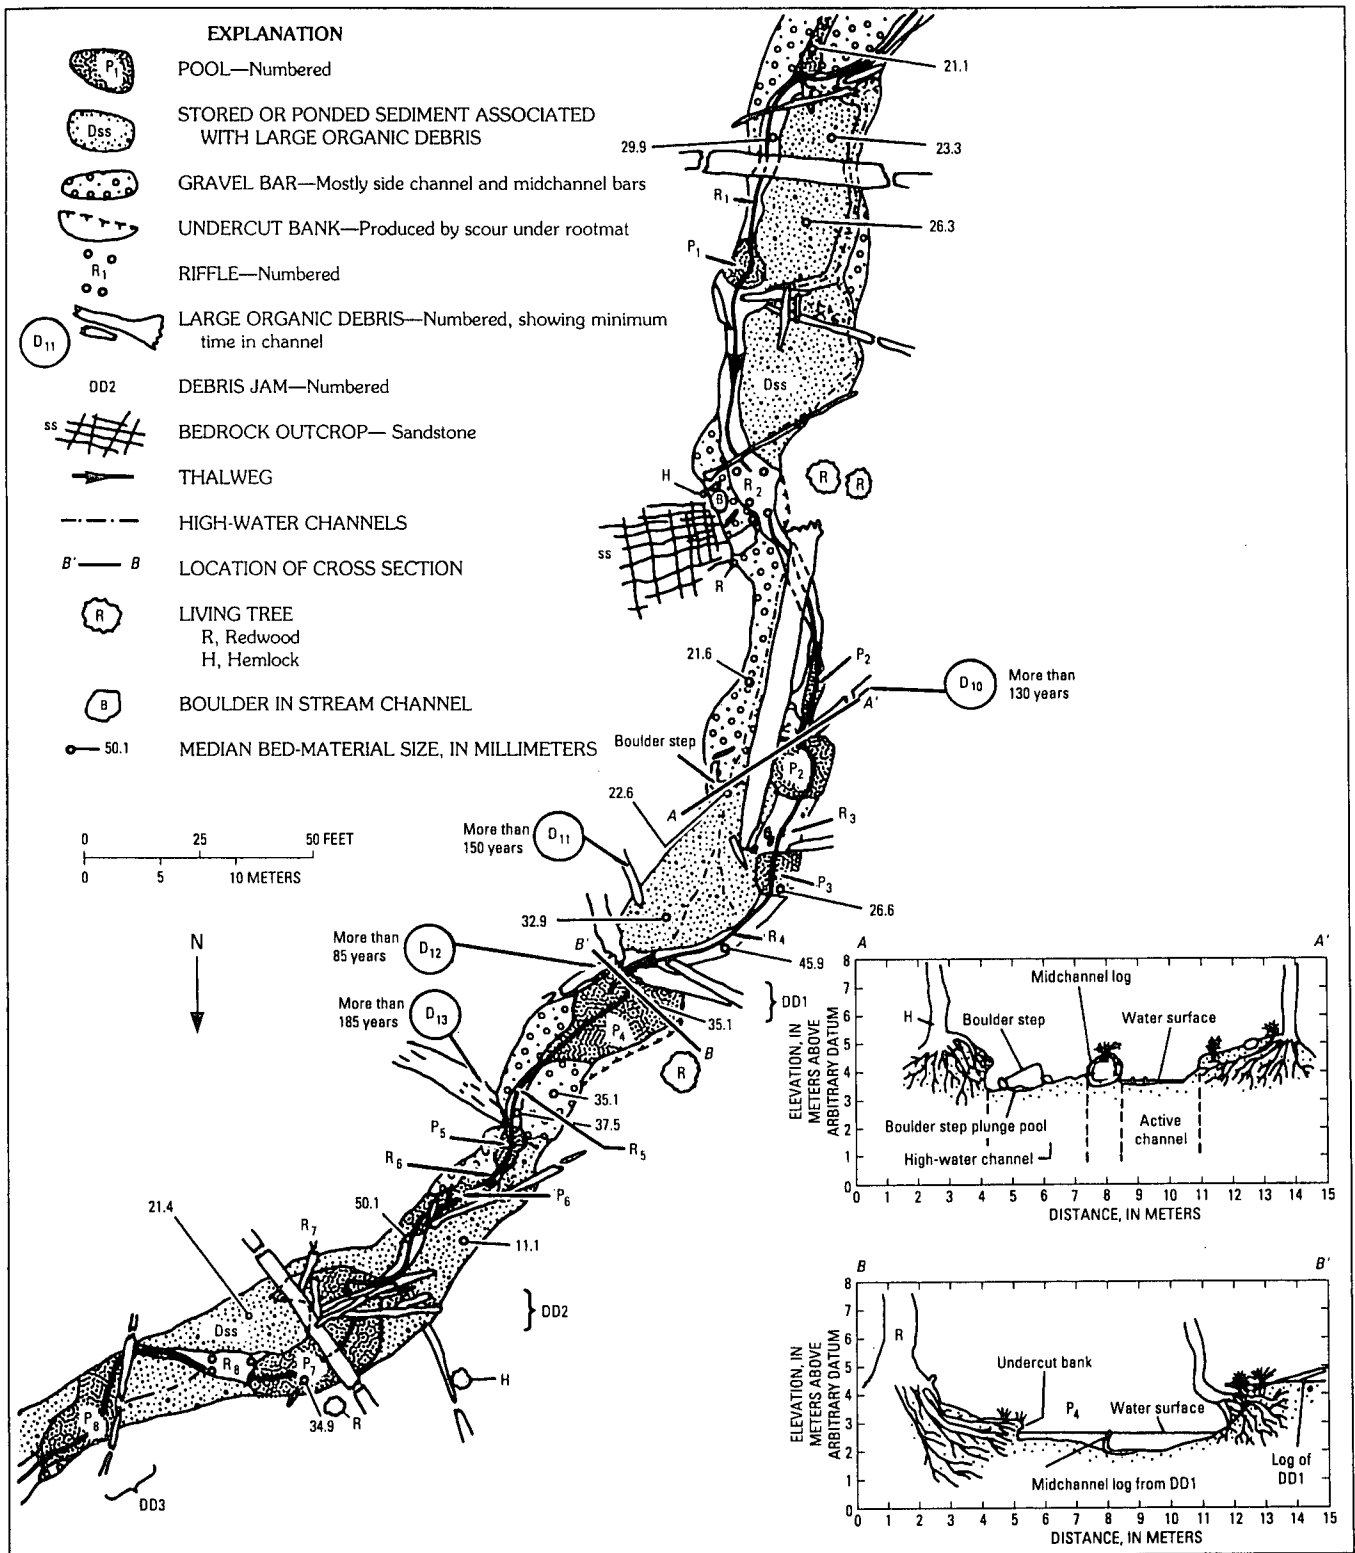 EXPLANATION
P1
POOL—Numbered
Dss
STORED OR PONDED SEDIMENT ASSOCIATED
WITH LARGE ORGANIC DEBRIS
GRAVEL BAR—Mostly side channel and midchannel bars
UNDERCUT BANK—Produced by scour under rootmat
R1
RIFFLE—Numbered
D11
LARGE ORGANIC DEBRIS—Numbered, showing minimum
time in channel
DD2
DEBRIS JAM—Numbered
ss
BEDROCK OUTCROP— Sandstone
THALWEG
HIGH-WATER CHANNELS
B' B
LOCATION OF CROSS SECTION
R
LIVING TREE
R, Redwood
H, Hemlock
B
BOULDER IN STREAM CHANNEL
50.1
MEDIAN BED-MATERIAL SIZE, IN MILLIMETERS
0 25 50 FEET
0 5 10 METERS
N
21.1
29.9
23.3
R1
26.3
P1
Dss
H
R2
R
R
B
ss
R
21.6
P2
D10
More than
130 years
A'
Boulder step
P2
22.6
A
R3
More than
150 years
D11
P3
26.6
32.9
R4
45.9
More than
85 years
D12
B'
DD1
35.1
More than
185 years
D13
P4
B
R
35.1
37.5
P5
R5
R6
P6
50.1
21.4
R7
11.1
DD2
Dss
R8
P7
H
R
34.9
P8
DD3
A A'
ELEVATION, IN
METERS ABOVE
ARBITRARY DATUM
8
7
6
5
4
3
2
1
0
Midchannel log
H
Boulder step
Water surface
Boulder step plunge pool
Active
channel
High-water channel
0 1 2 3 4 5 6 7 8 9 10 11 12 13 14 15
DISTANCE, IN METERS
B B'
ELEVATION, IN
METERS ABOVE
ARBITRARY DATUM
8
7
6
5
4
3
2
1
0
R
Undercut bank
P4
Water surface
Midchannel log from DD1
Log of
DD1
0 1 2 3 4 5 6 7 8 9 10 11 12 13 14 15
DISTANCE, IN METERS